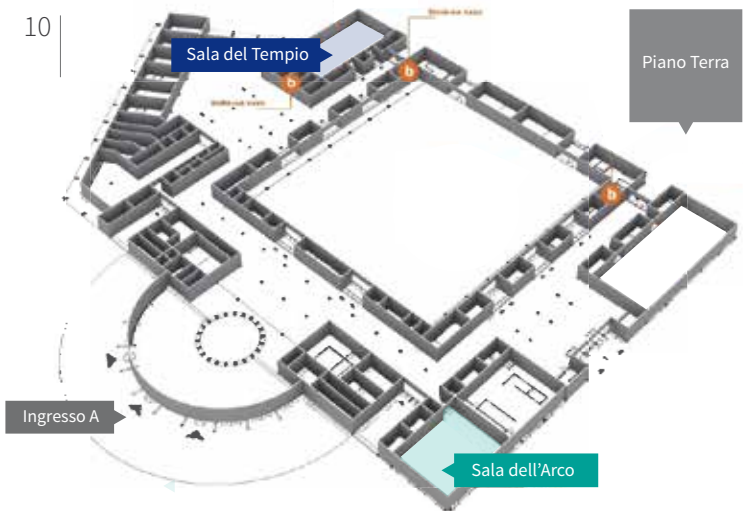 10
Sala del Tempio
Piano Terra
b
b
b
Ingresso A
Sala dell'Arco